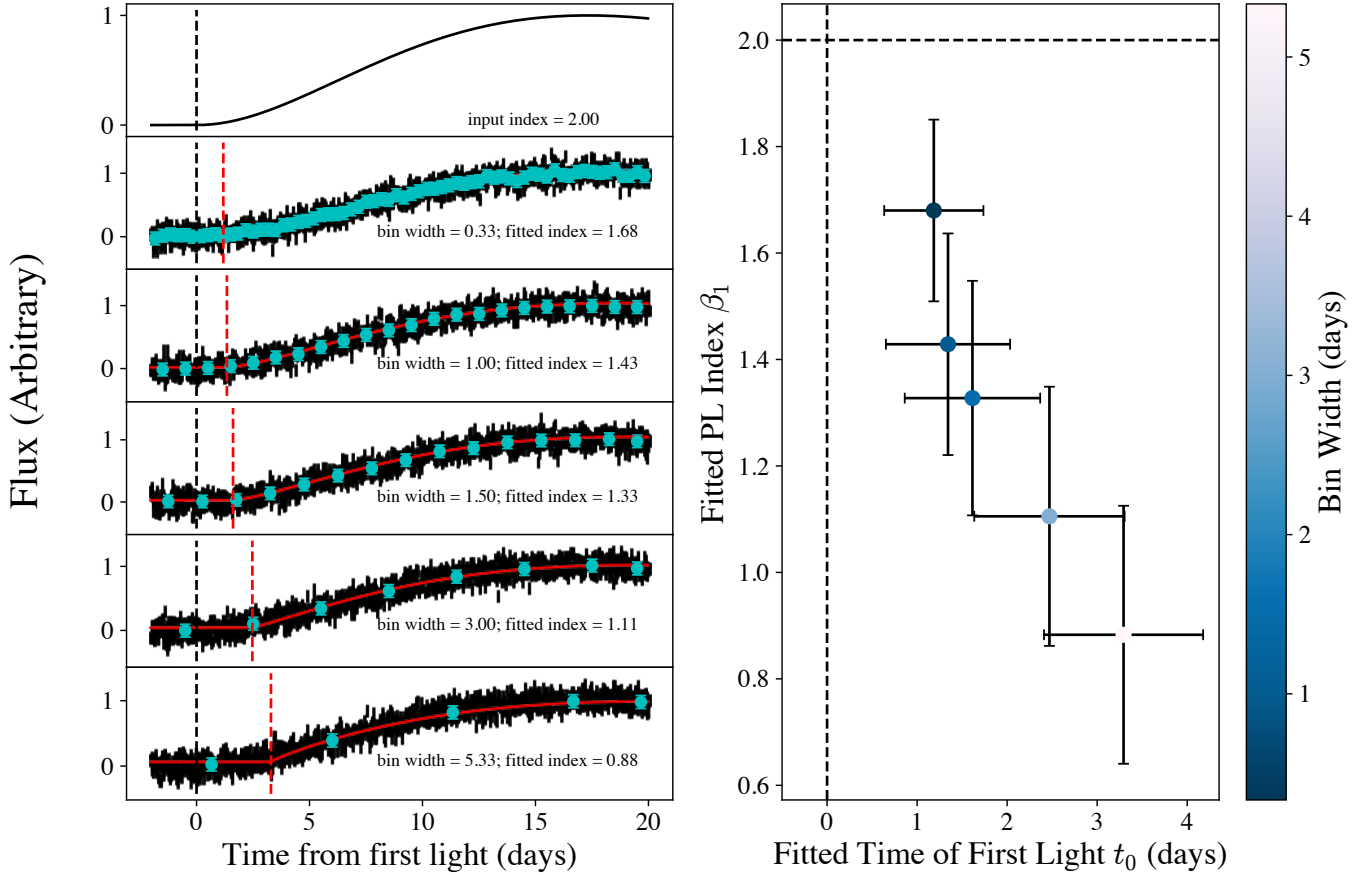 Flux (Arbitrary)
1
0
input index = 2.00
1
0
bin width = 0.33; fitted index = 1.68
1
0
bin width = 1.00; fitted index = 1.43
1
0
bin width = 1.50; fitted index = 1.33
1
0
bin width = 3.00; fitted index = 1.11
1
0
bin width = 5.33; fitted index = 0.88
0 5 10 15 20
Time from first light (days)
Fitted PL Index β₁
2.0
1.8
1.6
1.4
1.2
1.0
0.8
0.6
0 1 2 3 4
Fitted Time of First Light t₀ (days)
5
4
3
2
1
Bin Width (days)